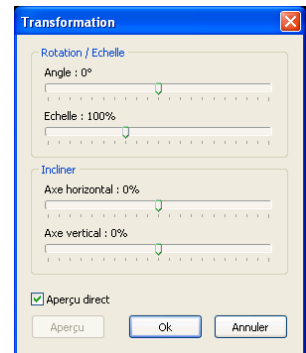 Transformation
Rotation / Echelle
Angle : 0°
Echelle : 100%
Incliner
Axe horizontal : 0%
Axe vertical : 0%
Aperçu direct
Aperçu Ok Annuler